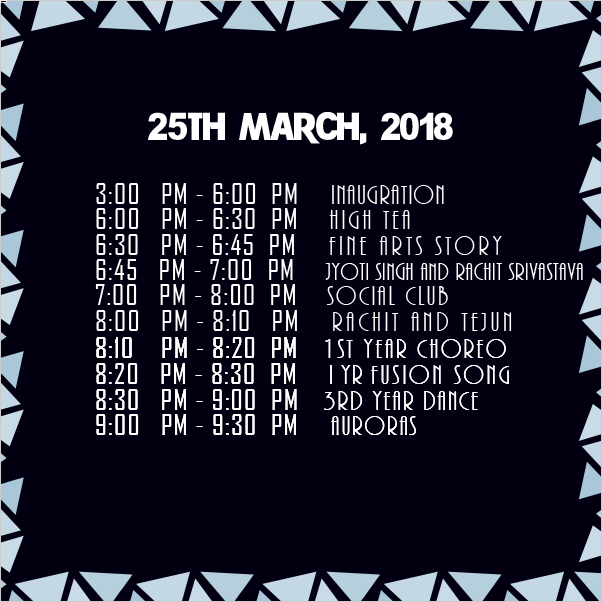 25TH MARCH, 2018
3:00 PM - 6:00 PM INAUGRATION
6:00 PM - 6:30 PM HIGH TEA
6:30 PM - 6:45 PM FINE ARTS STORY
6:45 PM - 7:00 PM JYOTI SINGH AND RACHIT SRIVASTAVA
7:00 PM - 8:00 PM SOCIAL CLUB
8:00 PM - 8:10 PM RACHIT AND TEJUN
8:10 PM - 8:20 PM 1ST YEAR CHOREO
8:20 PM - 8:30 PM 1 YR FUSION SONG
8:30 PM - 9:00 PM 3RD YEAR DANCE
9:00 PM - 9:30 PM AURORAS